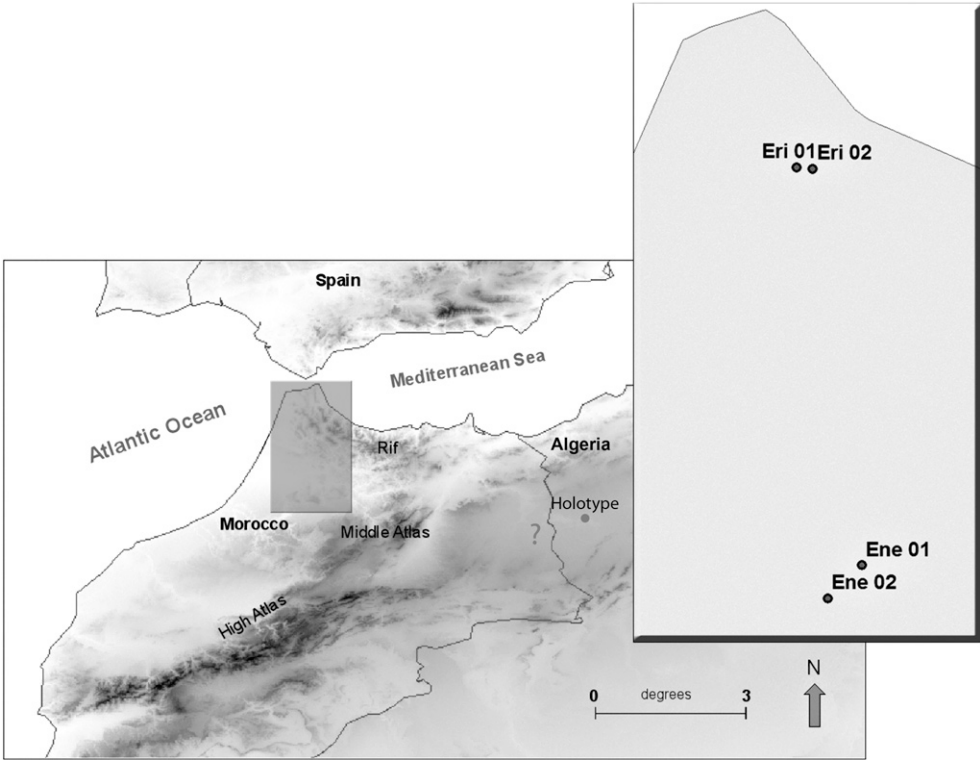 Eri 01 Eri 02
Spain
Mediterranean Sea
Atlantic Ocean
Rif
Algeria
Holotype
Morocco
Middle Atlas
?
Ene 01
Ene 02
High Atlas
N
0 degrees 3